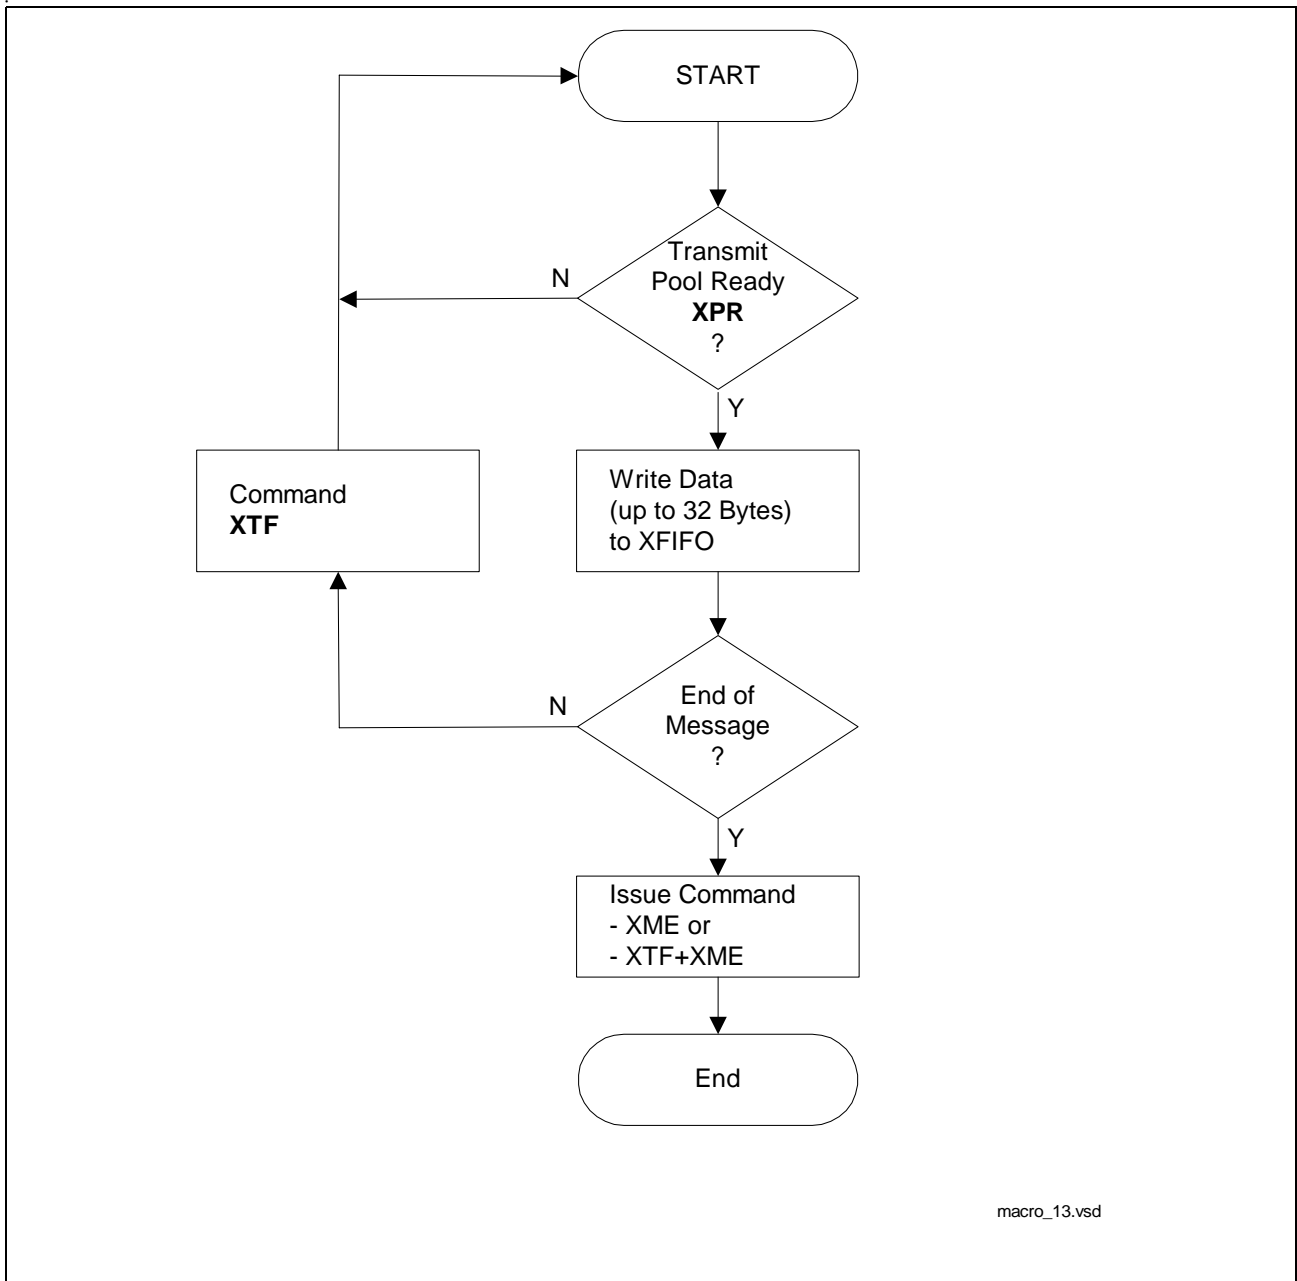 START
Transmit
Pool Ready
XPR
?
N
Y
Command
XTF
Write Data
(up to 32 Bytes)
to XFIFO
End of
Message
?
N
Y
Issue Command
- XME or
- XTF+XME
End
macro_13.vsd